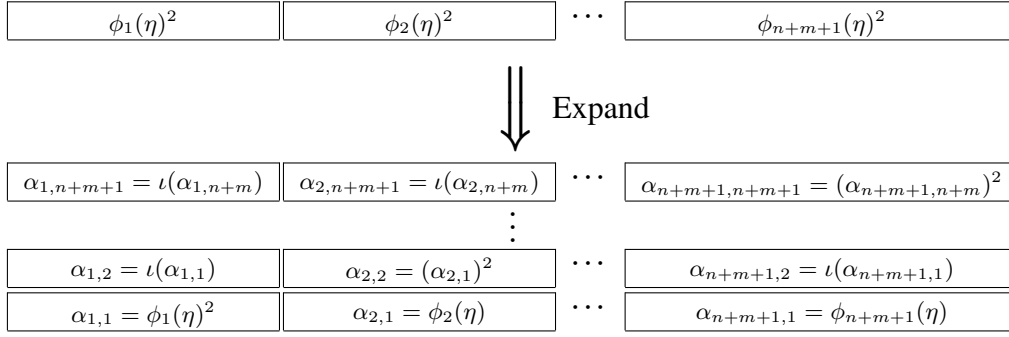 ϕ₁(η)² ϕ₂(η)² ⋯ ϕₙ₊ₘ₊₁(η)²
Expand
α₁,ₙ₊ₘ₊₁ = ι(α₁,ₙ₊ₘ) α₂,ₙ₊ₘ₊₁ = ι(α₂,ₙ₊ₘ) ⋯ αₙ₊ₘ₊₁,ₙ₊ₘ₊₁ = (αₙ₊ₘ₊₁,ₙ₊ₘ)²
⋮
α₁,₂ = ι(α₁,₁) α₂,₂ = (α₂,₁)² ⋯ αₙ₊ₘ₊₁,₂ = ι(αₙ₊ₘ₊₁,₁)
α₁,₁ = ϕ₁(η)² α₂,₁ = ϕ₂(η) ⋯ αₙ₊ₘ₊₁,₁ = ϕₙ₊ₘ₊₁(η)